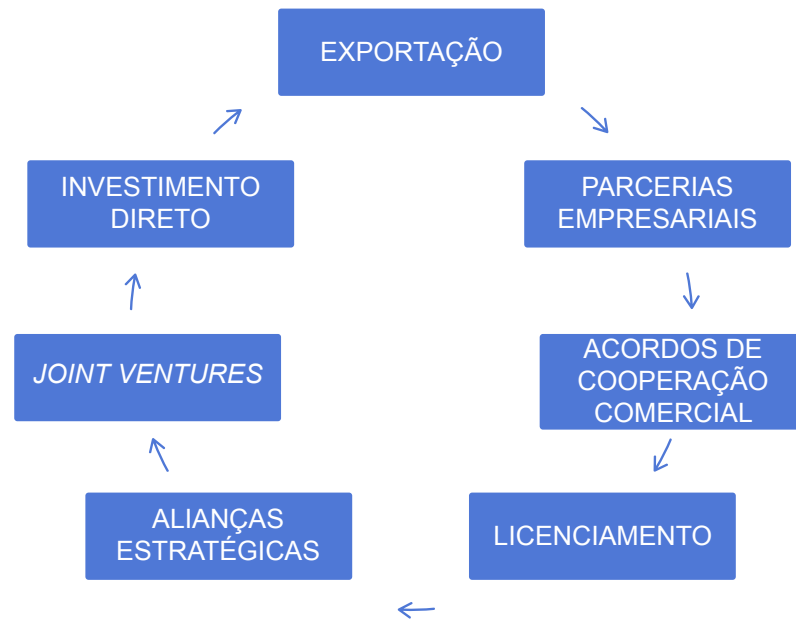 EXPORTAÇÃO
PARCERIAS
EMPRESARIAIS
ACORDOS DE
COOPERAÇÃO
COMERCIAL
LICENCIAMENTO
ALIANÇAS
ESTRATÉGICAS
JOINT VENTURES
INVESTIMENTO
DIRETO